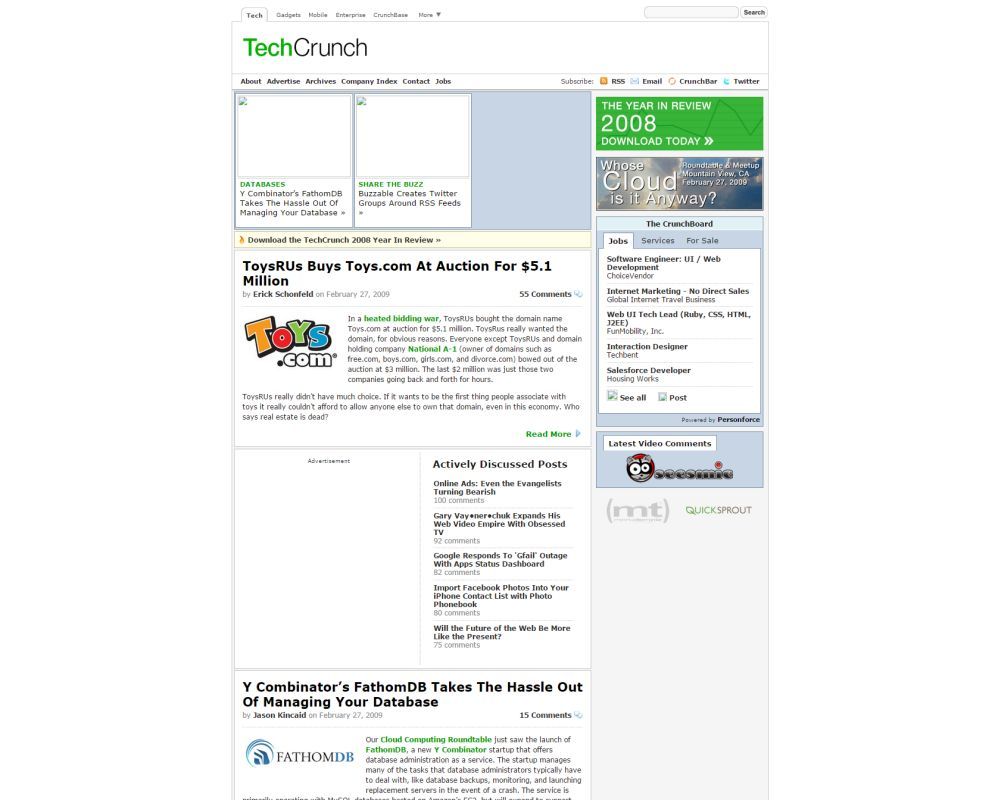 Tech Gadgets Mobile Enterprise CrunchBase More ▼ Search
TechCrunch
About Advertise Archives Company Index Contact Jobs
Subscribe: RSS Email CrunchBar Twitter
DATABASES
Y Combinator's FathomDB
Takes The Hassle Out Of
Managing Your Database »
SHARE THE BUZZ
Buzzable Creates Twitter
Groups Around RSS Feeds
»
Download the TechCrunch 2008 Year In Review »
ToysRUs Buys Toys.com At Auction For $5.1
Million
by Erick Schonfeld on February 27, 2009
55 Comments
TOYS
.com
In a heated bidding war, ToysRUs bought the domain name
Toys.com at auction for $5.1 million. ToysRus really wanted the
domain, for obvious reasons. Everyone except ToysRUs and domain
holding company National A-1 (owner of domains such as
free.com, boys.com, girls.com, and divorce.com) bowed out of the
auction at $3 million. The last $2 million was just those two
companies going back and forth for hours.
ToysRUs really didn't have much choice. If it wants to be the first thing people associate with
toys it really couldn't afford to allow anyone else to own that domain, even in this economy. Who
says real estate is dead?
Read More
Advertisement
Actively Discussed Posts
Online Ads: Even the Evangelists
Turning Bearish
100 comments
Gary Vay•ner•chuk Expands His
Web Video Empire With Obsessed
TV
92 comments
Google Responds To 'Gfail' Outage
With Apps Status Dashboard
82 comments
Import Facebook Photos Into Your
iPhone Contact List with Photo
Phonebook
80 comments
Will the Future of the Web Be More
Like the Present?
75 comments
Y Combinator's FathomDB Takes The Hassle Out
Of Managing Your Database
by Jason Kincaid on February 27, 2009
15 Comments
FATHOMDB
Our Cloud Computing Roundtable just saw the launch of
FathomDB, a new Y Combinator startup that offers
database administration as a service. The startup manages
many of the tasks that database administrators typically have
to deal with, like database backups, monitoring, and launching
replacement servers in the event of a crash. The service is
THE YEAR IN REVIEW
2008
DOWNLOAD TODAY »
Whose
Cloud
is it Anyway?
Roundtable & Meetup
Mountain View, CA
February 27, 2009
The CrunchBoard
Jobs Services For Sale
Software Engineer: UI / Web
Development
ChoiceVendor
Internet Marketing - No Direct Sales
Global Internet Travel Business
Web UI Tech Lead (Ruby, CSS, HTML,
J2EE)
FunMobility, Inc.
Interaction Designer
Techbent
Salesforce Developer
Housing Works
See all Post
Powered by Personforce
Latest Video Comments
seesmic
(mt)
QUICKSPROUT